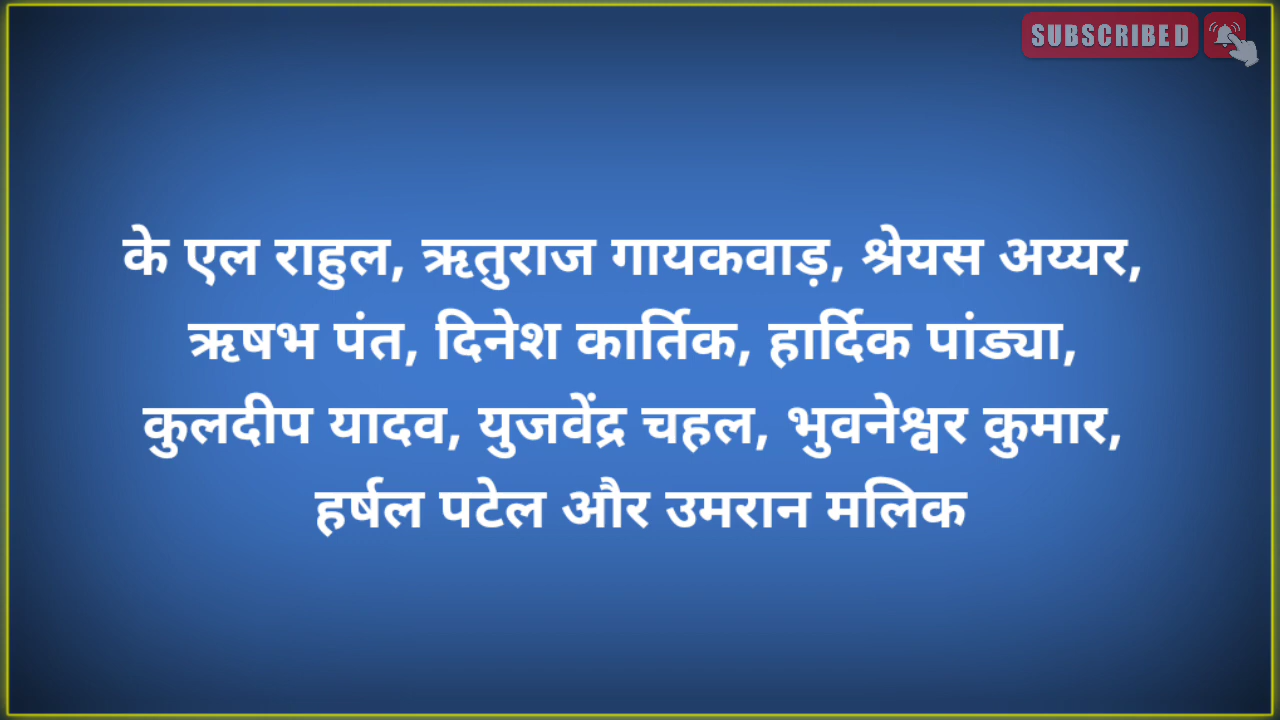 SUBSCRIBED
के एल राहुल, ऋतुराज गायकवाड़, श्रेयस अय्यर,
ऋषभ पंत, दिनेश कार्तिक, हार्दिक पांड्या,
कुलदीप यादव, युजवेंद्र चहल, भुवनेश्वर कुमार,
हर्षल पटेल और उमरान मलिक